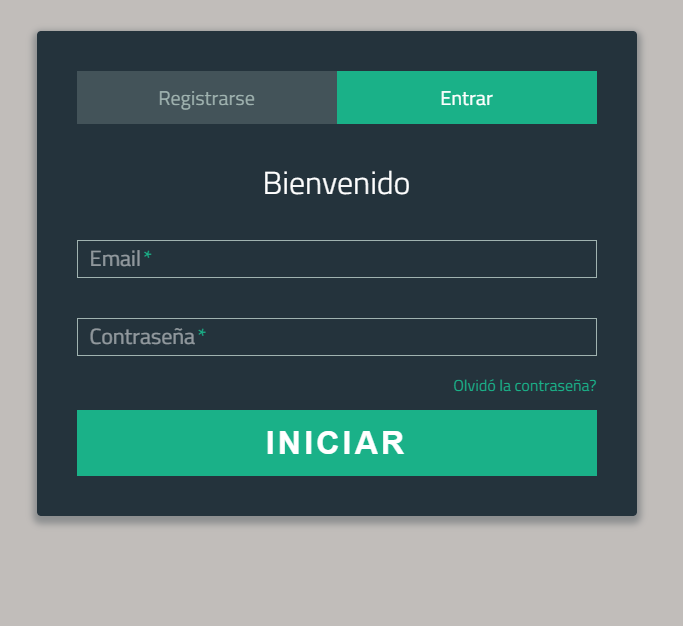 Registrarse Entrar
Bienvenido
Email*
Contraseña*
Olvidó la contraseña?
INICIAR